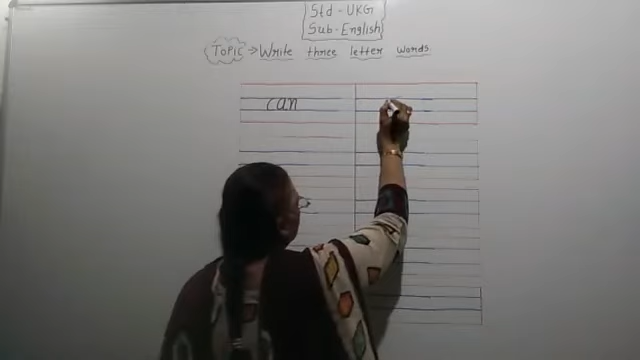 Std - UKG
Sub-English
TOPIC → Write three letter words.
can